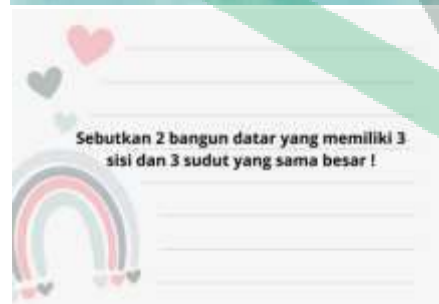 Sebutkan 2 bangun datar yang memiliki 3
sisi dan 3 sudut yang sama besar !